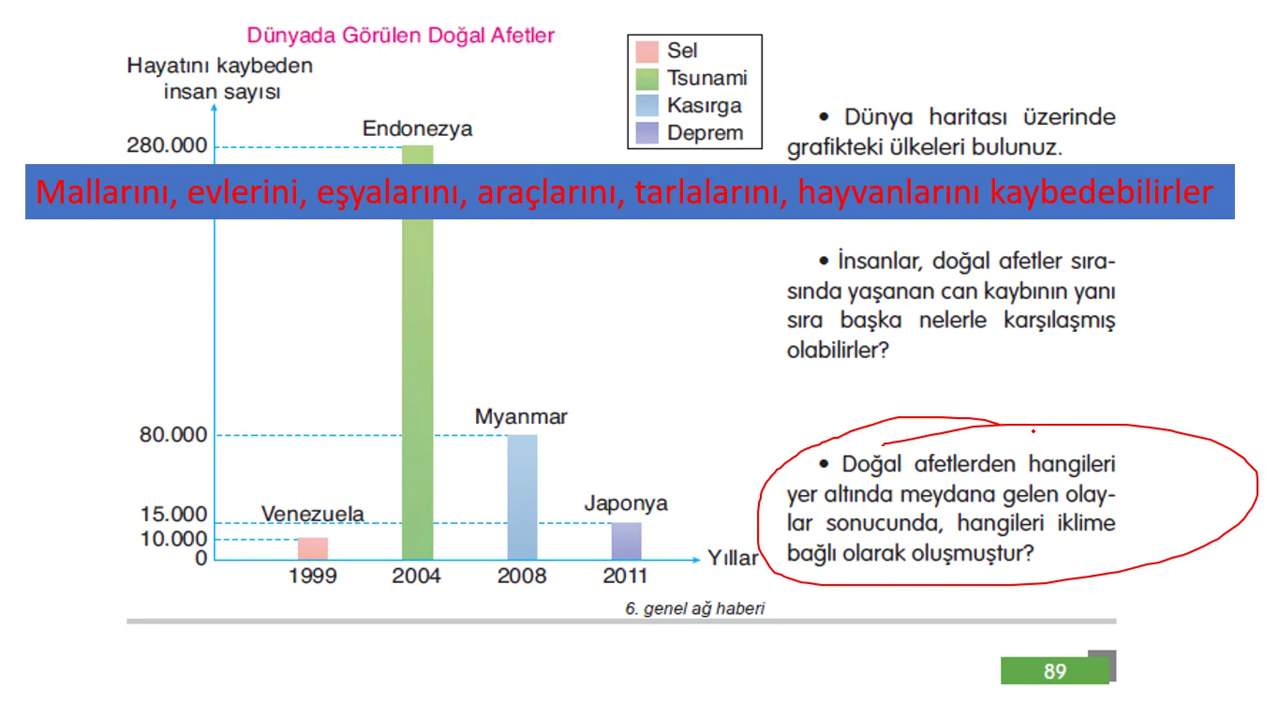 Dünyada Görülen Doğal Afetler
Hayatını kaybeden
insan sayısı
Sel
Tsunami
Kasırga
Deprem
280.000
Endonezya
Mallarını, evlerini, eşyalarını, araçlarını, tarlalarını, hayvanlarını kaybedebilirler
80.000
Myanmar
15.000
Venezuela
Japonya
10.000
0
Yıllar
1999
2004
2008
2011
6. genel ağ haberi
• Dünya haritası üzerinde
grafikteki ülkeleri bulunuz.
• İnsanlar, doğal afetler sıra-
sında yaşanan can kaybının yanı
sıra başka nelerle karşılaşmış
olabilirler?
• Doğal afetlerden hangileri
yer altında meydana gelen olay-
lar sonucunda, hangileri iklime
bağlı olarak oluşmuştur?
89